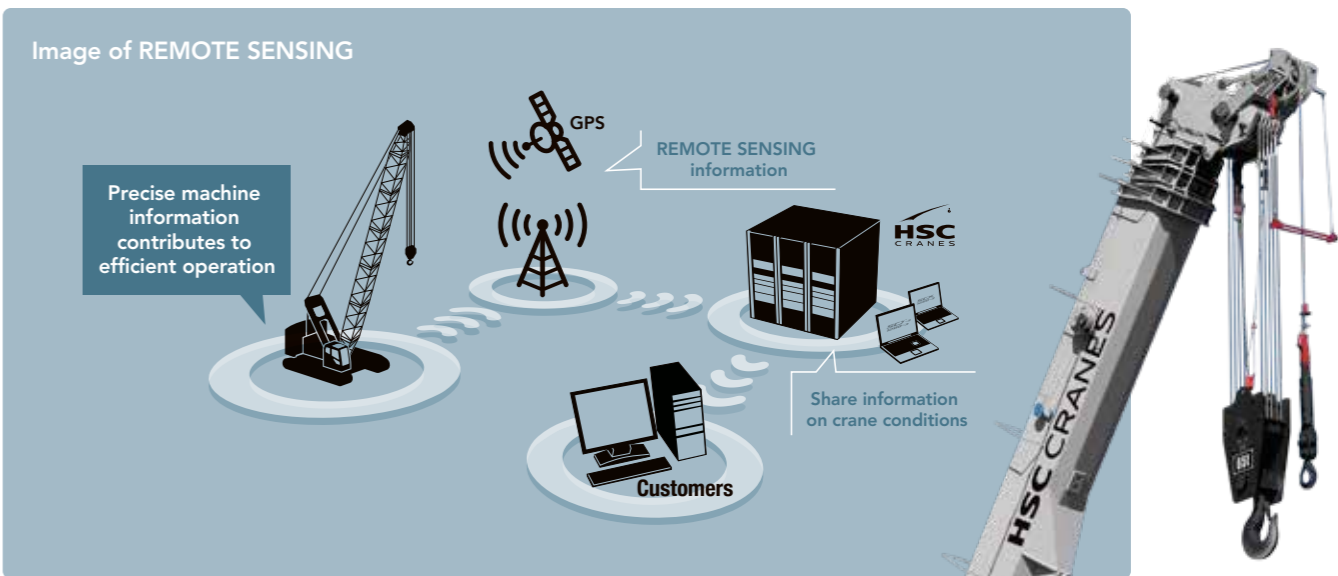 Image of REMOTE SENSING
GPS
REMOTE SENSING
information
Precise machine
information
contributes to
efficient operation
HSC
CRANES
Share information
on crane conditions
Customers
HSC CRANES